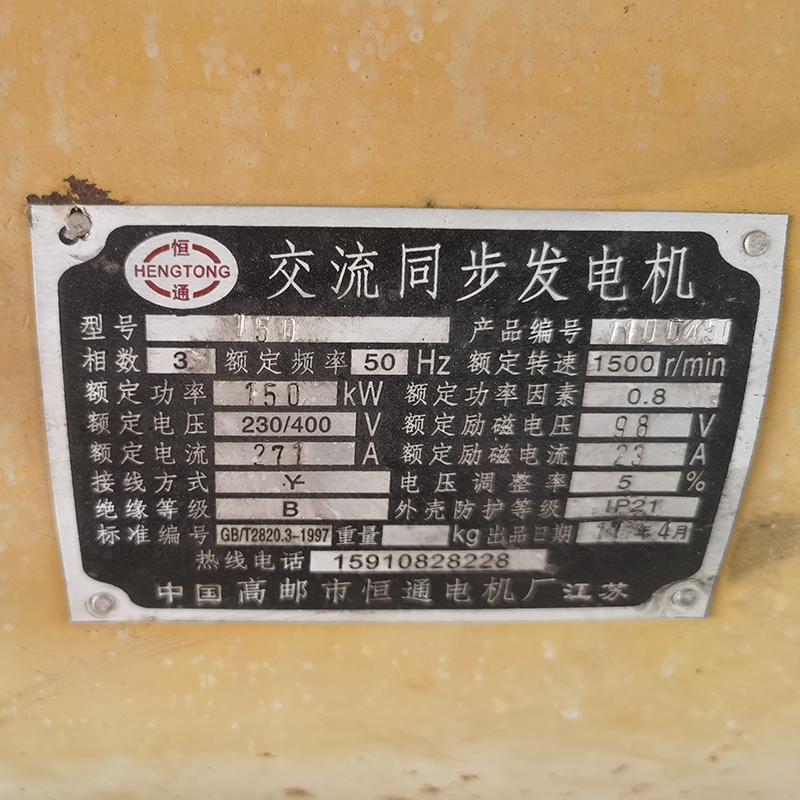 恒
HENGTONG
通
交流同步发电机
型号 150 产品编号
相数 3 额定频率 50 Hz 额定转速 1500 r/min
额定功率 150 kW 额定功率因素 0.8
额定电压 230/400 V 额定励磁电压 98 V
额定电流 271 A 额定励磁电流 23 A
接线方式 Y 电压调整率 5 %
绝缘等级 B 外壳防护等级 IP21
标准编号 GB/T2820.3-1997 重量 kg 出品日期 年 4月
热线电话 15910828228
中国高邮市恒通电机厂江苏